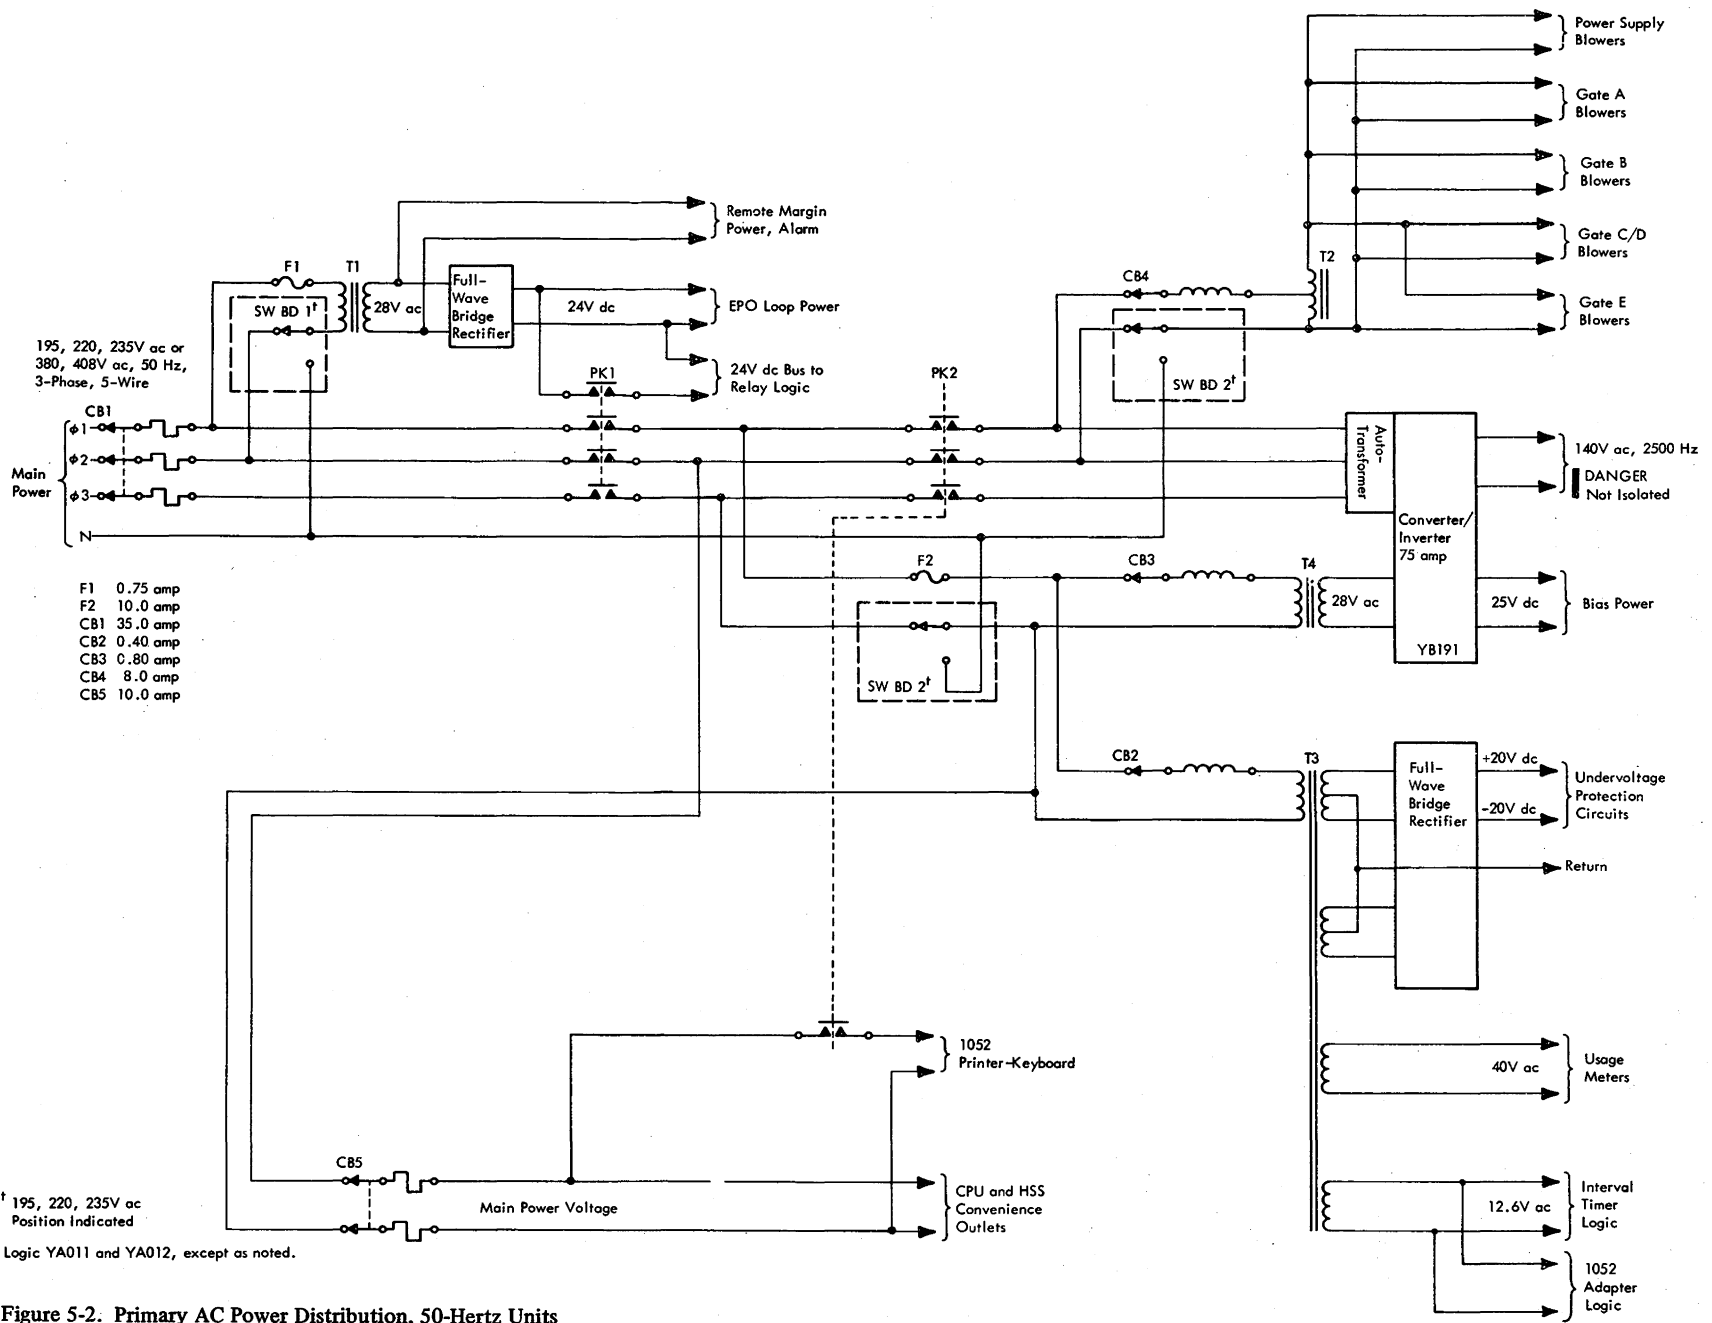 Power Supply
Blowers
Gate A
Blowers
Gate B
Blowers
Gate C/D
Blowers
Gate E
Blowers
T2
CB4
SW BD 2†
Remote Margin
Power, Alarm
F1
T1
SW BD 1†
28V ac
Full-
Wave
Bridge
Rectifier
24V dc
EPO Loop Power
24V dc Bus to
Relay Logic
195, 220, 235V ac or
380, 408V ac, 50 Hz,
3-Phase, 5-Wire
CB1
PK1
PK2
Main
Power
φ1
φ2
φ3
N
Auto-
Transformer
Converter/
Inverter
75 amp
YB191
140V ac, 2500 Hz
DANGER
Not Isolated
F1 0.75 amp
F2 10.0 amp
CB1 35.0 amp
CB2 0.40 amp
CB3 0.80 amp
CB4 8.0 amp
CB5 10.0 amp
F2
CB3
T4
28V ac
25V dc
Bias Power
SW BD 2†
CB2
T3
Full-
Wave
Bridge
Rectifier
+20V dc
-20V dc
Undervoltage
Protection
Circuits
Return
1052
Printer-Keyboard
40V ac
Usage
Meters
CB5
Main Power Voltage
CPU and HSS
Convenience
Outlets
12.6V ac
Interval
Timer
Logic
1052
Adapter
Logic
† 195, 220, 235V ac
Position Indicated
Logic YA011 and YA012, except as noted.
Figure 5-2. Primary AC Power Distribution, 50-Hertz Units